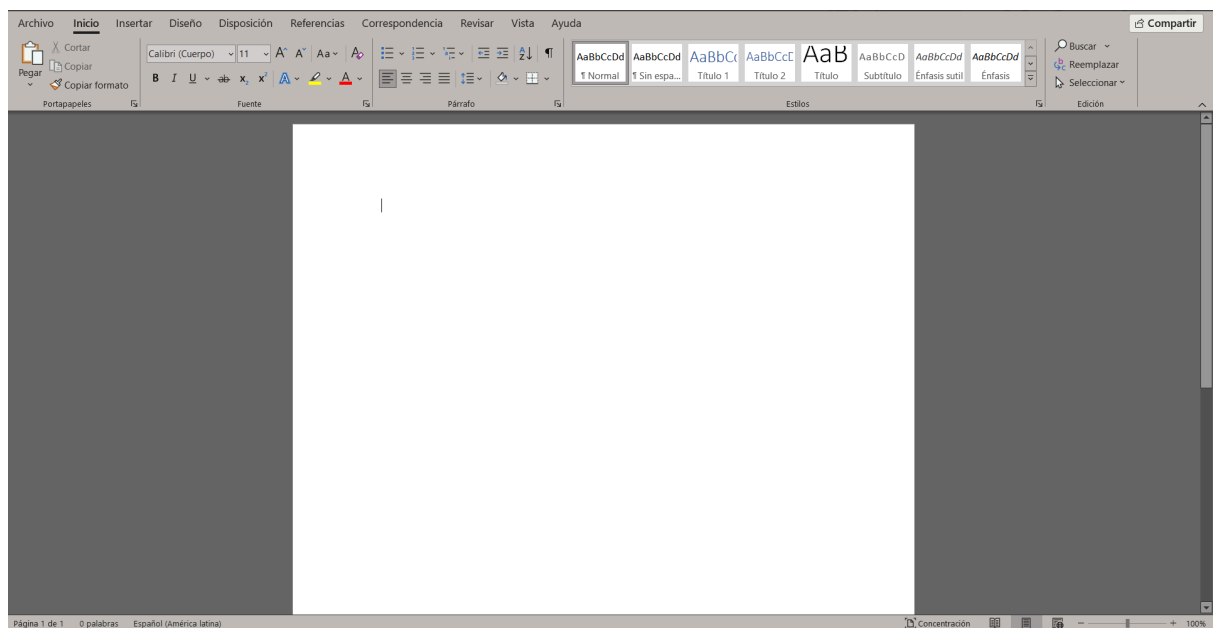 Archivo Inicio Insertar Diseño Disposición Referencias Correspondencia Revisar Vista Ayuda Compartir
Pegar
Cortar
Copiar
Copiar formato
Portapapeles
Calibri (Cuerpo) 11 A A Aa A
B I U ab x₂ x² A A
Fuente
Párrafo
AaBbCcDd AaBbCcDd AaBbC AaBbCcD AaB AaBbCcD AaBbCcDd AaBbCcDd
¶ Normal ¶ Sin espa... Título 1 Título 2 Título Subtítulo Énfasis sutil Énfasis
Estilos
Buscar
Reemplazar
Seleccionar
Edición
Página 1 de 1 0 palabras Español (América latina) Concentración 100%